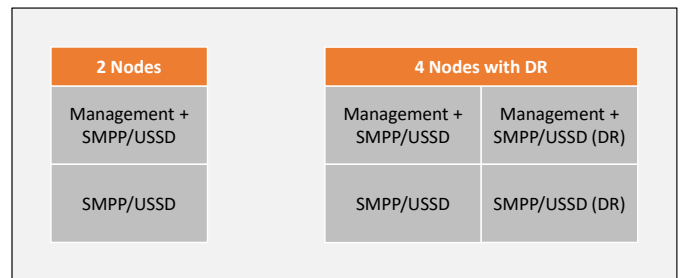 2 Nodes
Management +
SMPP/USSD
SMPP/USSD
4 Nodes with DR
Management +
SMPP/USSD
Management +
SMPP/USSD (DR)
SMPP/USSD
SMPP/USSD (DR)